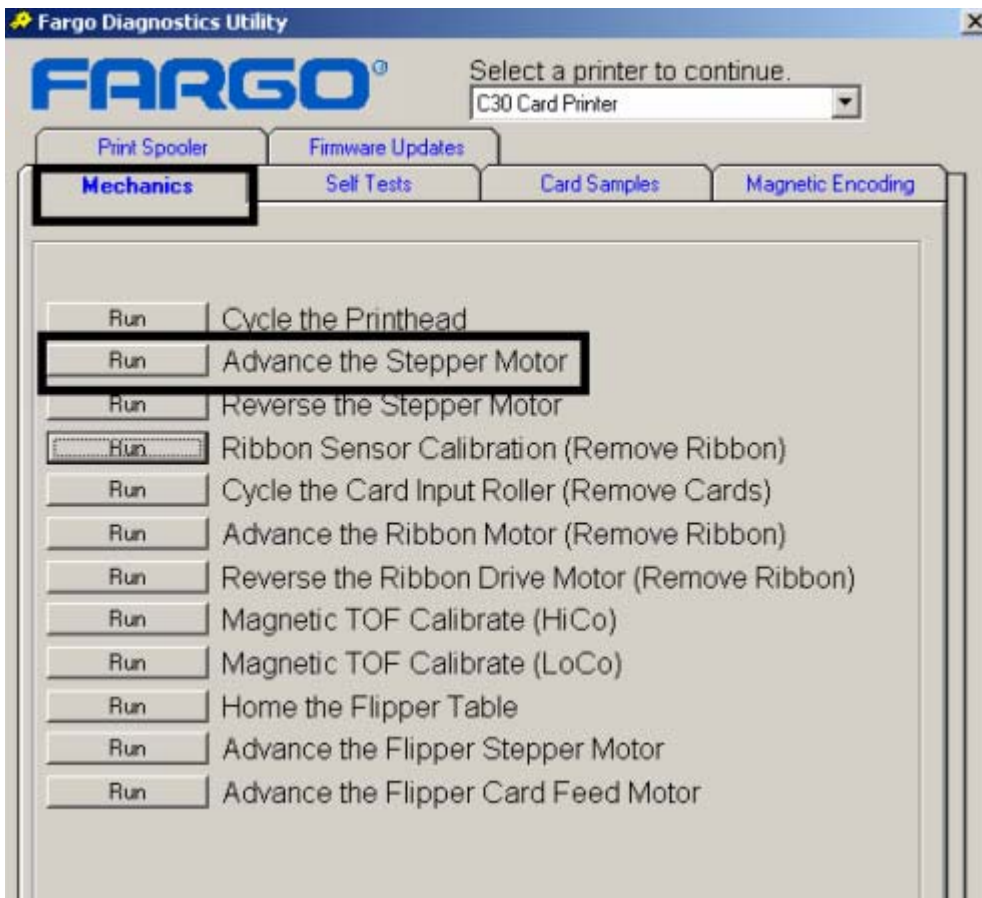 Fargo Diagnostics Utility
FARGO®
Select a printer to continue.
C30 Card Printer
Print Spooler Firmware Updates
Mechanics Self Tests Card Samples Magnetic Encoding
Run Cycle the Printhead
Run Advance the Stepper Motor
Run Reverse the Stepper Motor
Run Ribbon Sensor Calibration (Remove Ribbon)
Run Cycle the Card Input Roller (Remove Cards)
Run Advance the Ribbon Motor (Remove Ribbon)
Run Reverse the Ribbon Drive Motor (Remove Ribbon)
Run Magnetic TOF Calibrate (HiCo)
Run Magnetic TOF Calibrate (LoCo)
Run Home the Flipper Table
Run Advance the Flipper Stepper Motor
Run Advance the Flipper Card Feed Motor